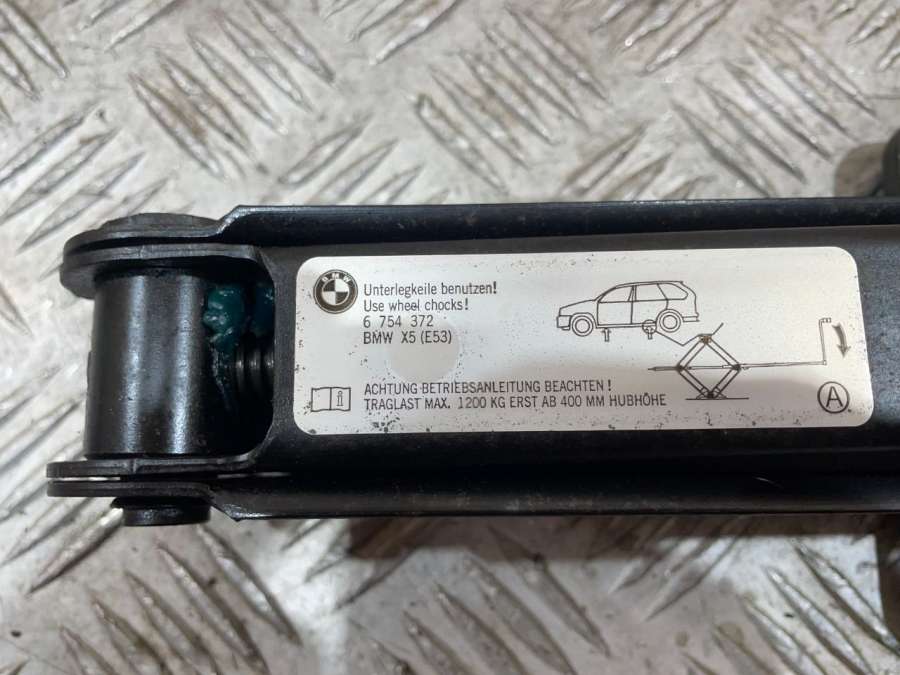 BMW
Unterlegkeile benutzen!
Use wheel chocks!
6 754 372
BMW X5 (E53)
i
ACHTUNG-BETRIEBSANLEITUNG BEACHTEN !
TRAGLAST MAX. 1200 KG ERST AB 400 MM HUBHÖHE
A